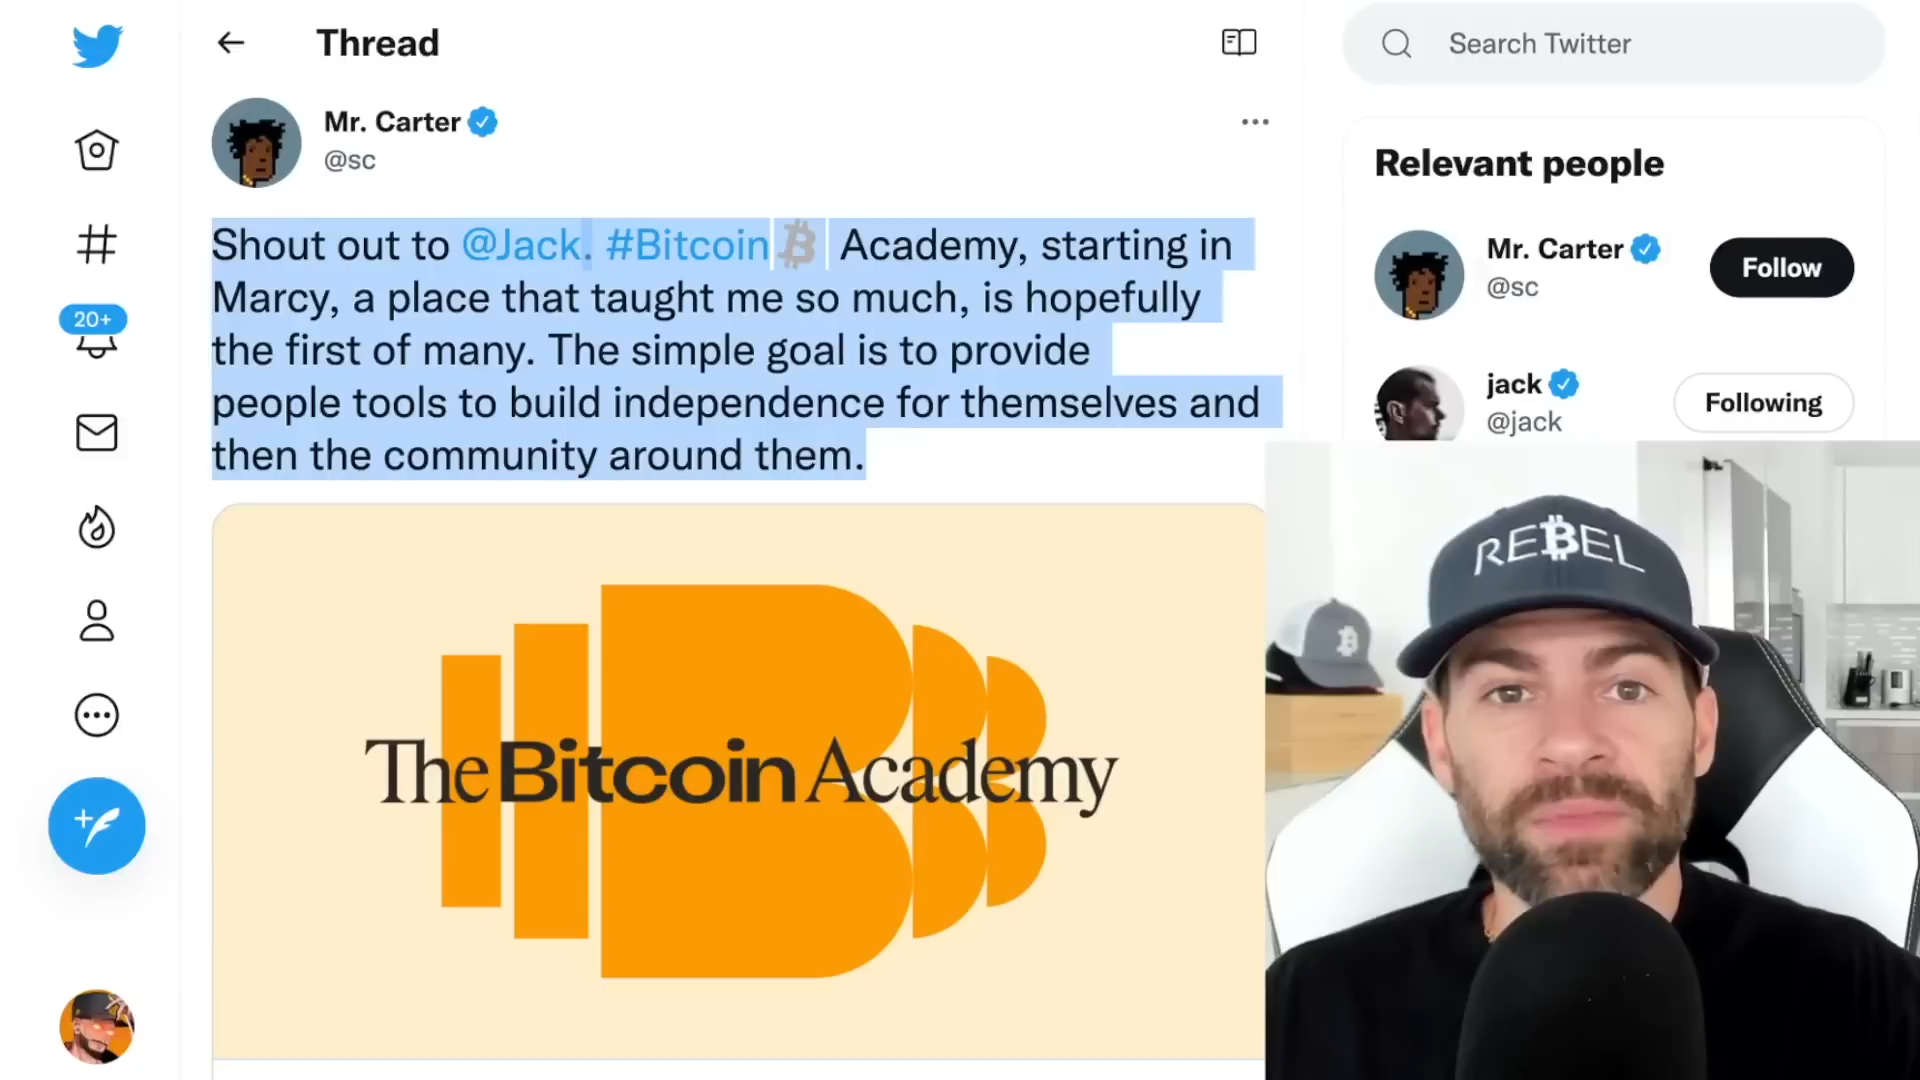 Thread
Search Twitter
Mr. Carter
@sc
Shout out to @Jack. #Bitcoin Academy, starting in
Marcy, a place that taught me so much, is hopefully
the first of many. The simple goal is to provide
people tools to build independence for themselves and
then the community around them.
The Bitcoin Academy
20+
Relevant people
Mr. Carter
@sc
Follow
jack
@jack
Following
REBEL